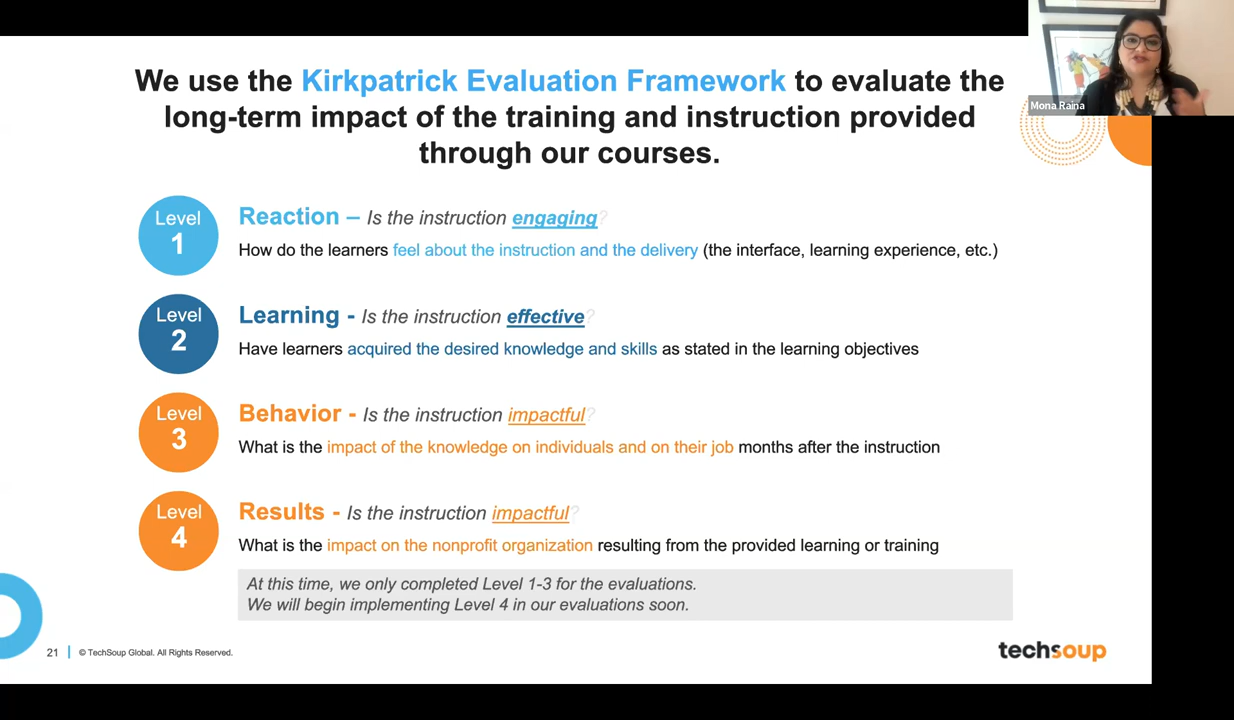 We use the Kirkpatrick Evaluation Framework to evaluate the
long-term impact of the training and instruction provided
through our courses.
Mona Raina
Level
1
Reaction – Is the instruction engaging?
How do the learners feel about the instruction and the delivery (the interface, learning experience, etc.)
Level
2
Learning - Is the instruction effective?
Have learners acquired the desired knowledge and skills as stated in the learning objectives
Level
3
Behavior - Is the instruction impactful?
What is the impact of the knowledge on individuals and on their job months after the instruction
Level
4
Results - Is the instruction impactful?
What is the impact on the nonprofit organization resulting from the provided learning or training
At this time, we only completed Level 1-3 for the evaluations.
We will begin implementing Level 4 in our evaluations soon.
21 | © TechSoup Global. All Rights Reserved.
techsoup